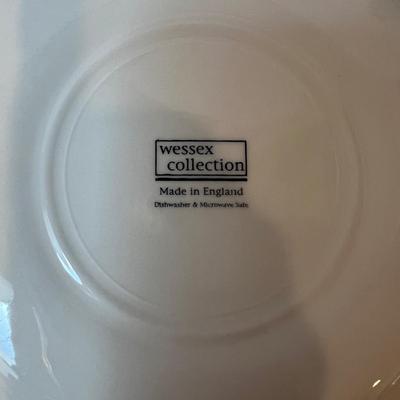 wessex
collection
Made in England
Dishwasher & Microwave Safe